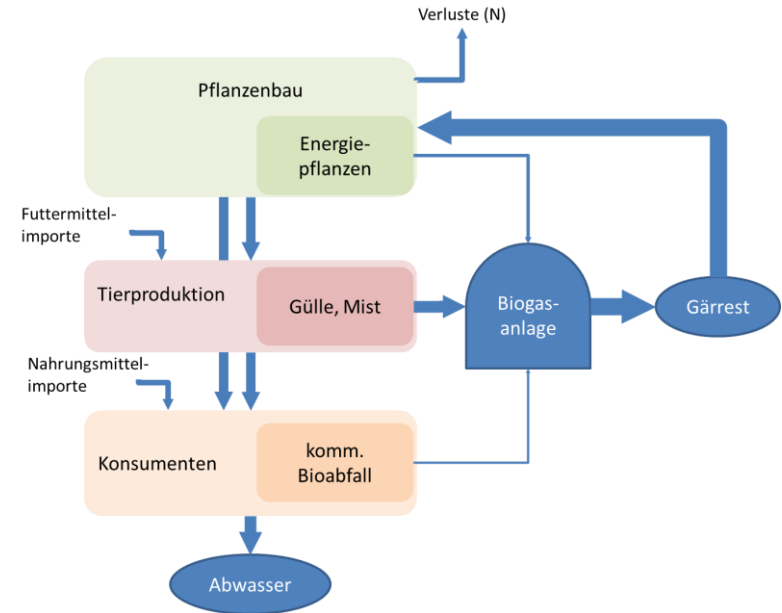 Verluste (N)
Pflanzenbau
Energie-
pflanzen
Futtermittel-
importe
Tierproduktion
Gülle, Mist
Biogas-
anlage
Gärrest
Nahrungsmittel-
importe
Konsumenten
komm.
Bioabfall
Abwasser